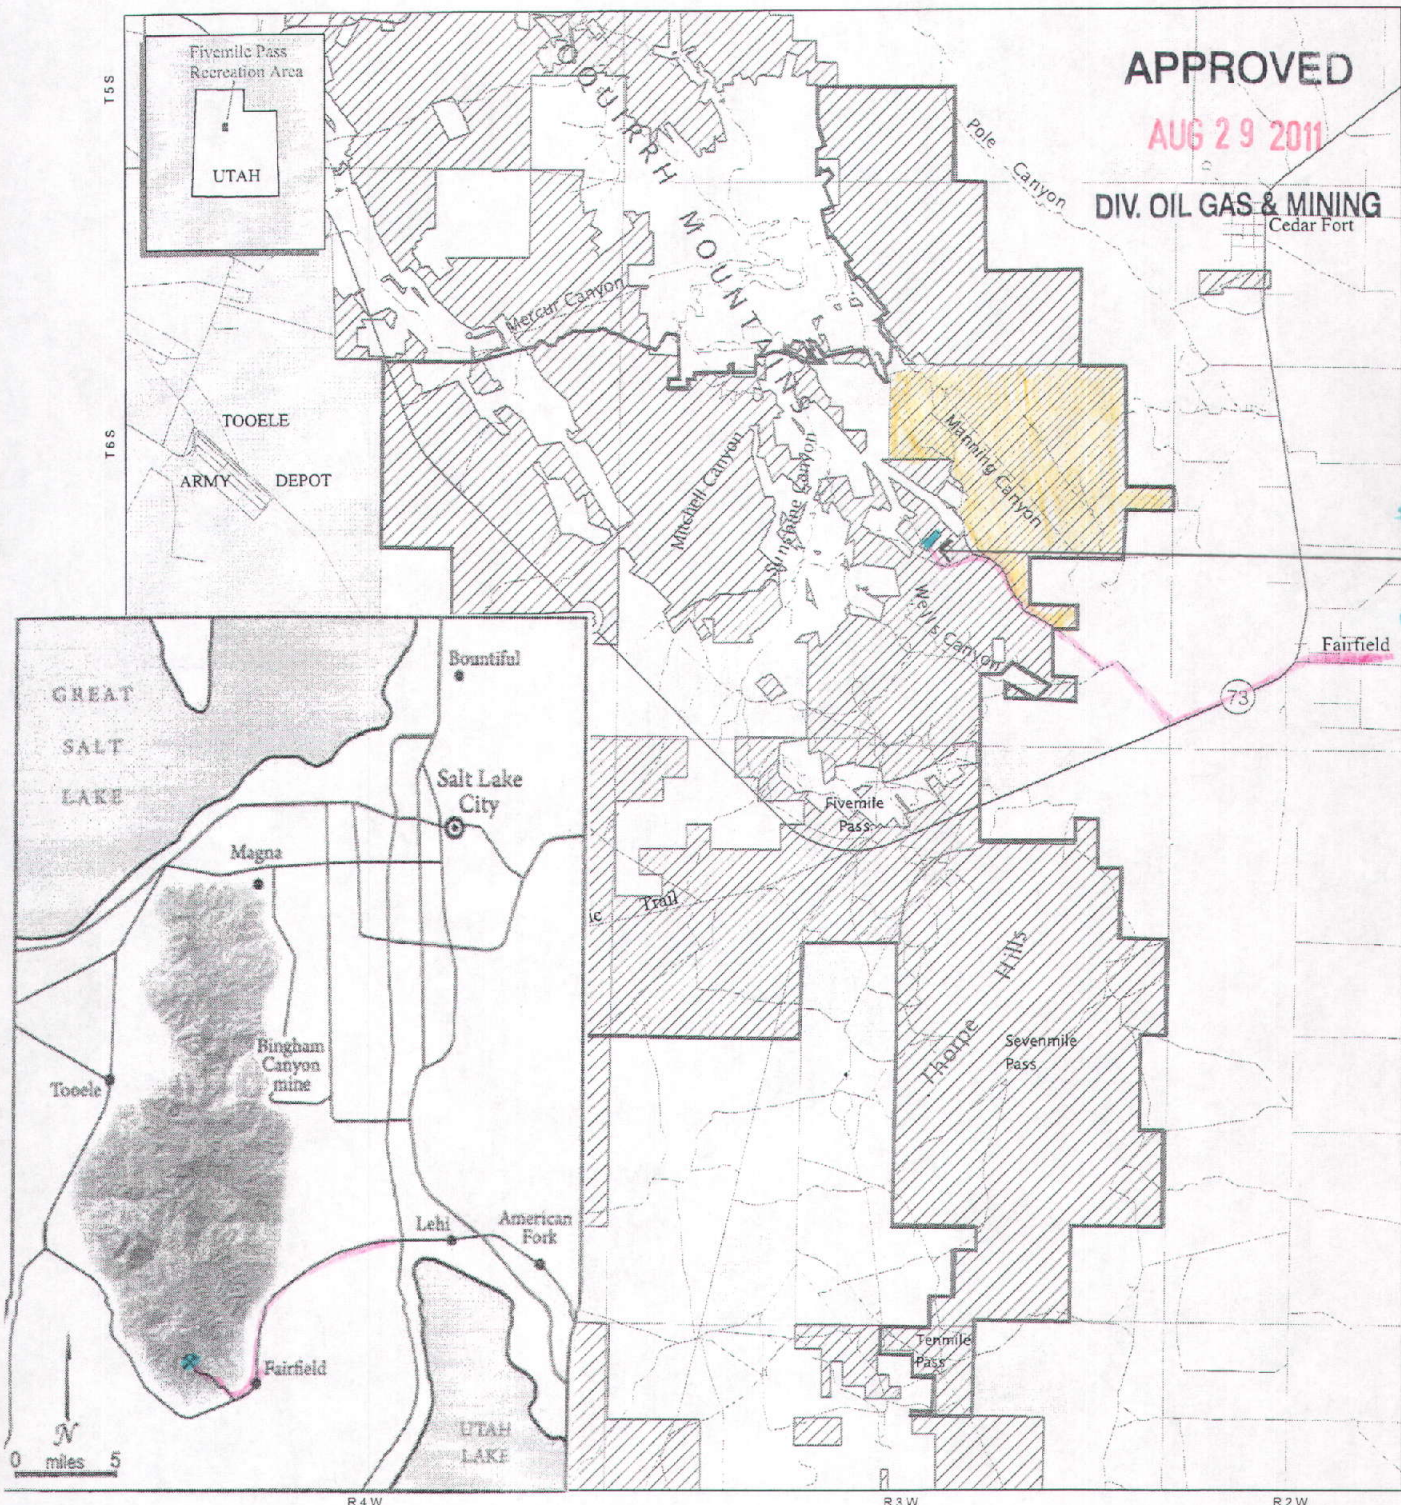 Fivemile Pass
Recreation Area
UTAH
T5S
OQUIRRH MOUNTAINS
APPROVED
AUG 29 2011
DIV. OIL GAS & MINING
Pole Canyon
Cedar Fort
Mercur Canyon
T6S
TOOELE
ARMY DEPOT
Mitchell Canyon
Sunshine Canyon
Manning Canyon
Wells Canyon
Fairfield
73
Fivemile
Pass
ic Trail
Thorpe Hills
Sevenmile
Pass
Tenmile
Pass
GREAT
SALT
LAKE
Bountiful
Salt Lake
City
Magna
Bingham
Canyon
mine
Tooele
Lehi
American
Fork
Fairfield
UTAH
LAKE
N
0 miles 5
R4W
R3W
R2W